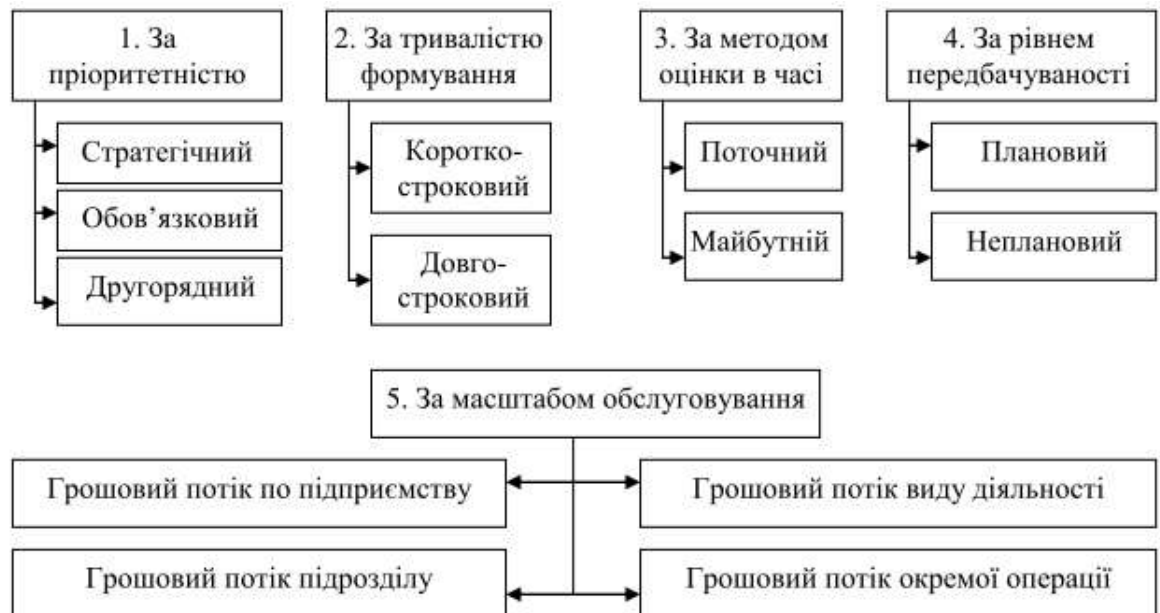 1. За
пріоритетністю
Стратегічний
Обов’язковий
Другорядний
2. За тривалістю
формування
Коротко-
строковий
Довго-
строковий
3. За методом
оцінки в часі
Поточний
Майбутній
4. За рівнем
передбачуваності
Плановий
Неплановий
5. За масштабом обслуговування
Грошовий потік по підприємству
Грошовий потік виду діяльності
Грошовий потік підрозділу
Грошовий потік окремої операції